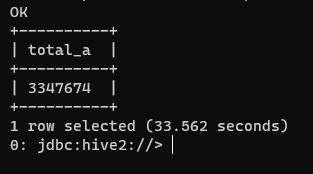 OK
+----------+
| total_a  |
+----------+
| 3347674  |
+----------+
1 row selected (33.562 seconds)
0: jdbc:hive2://>